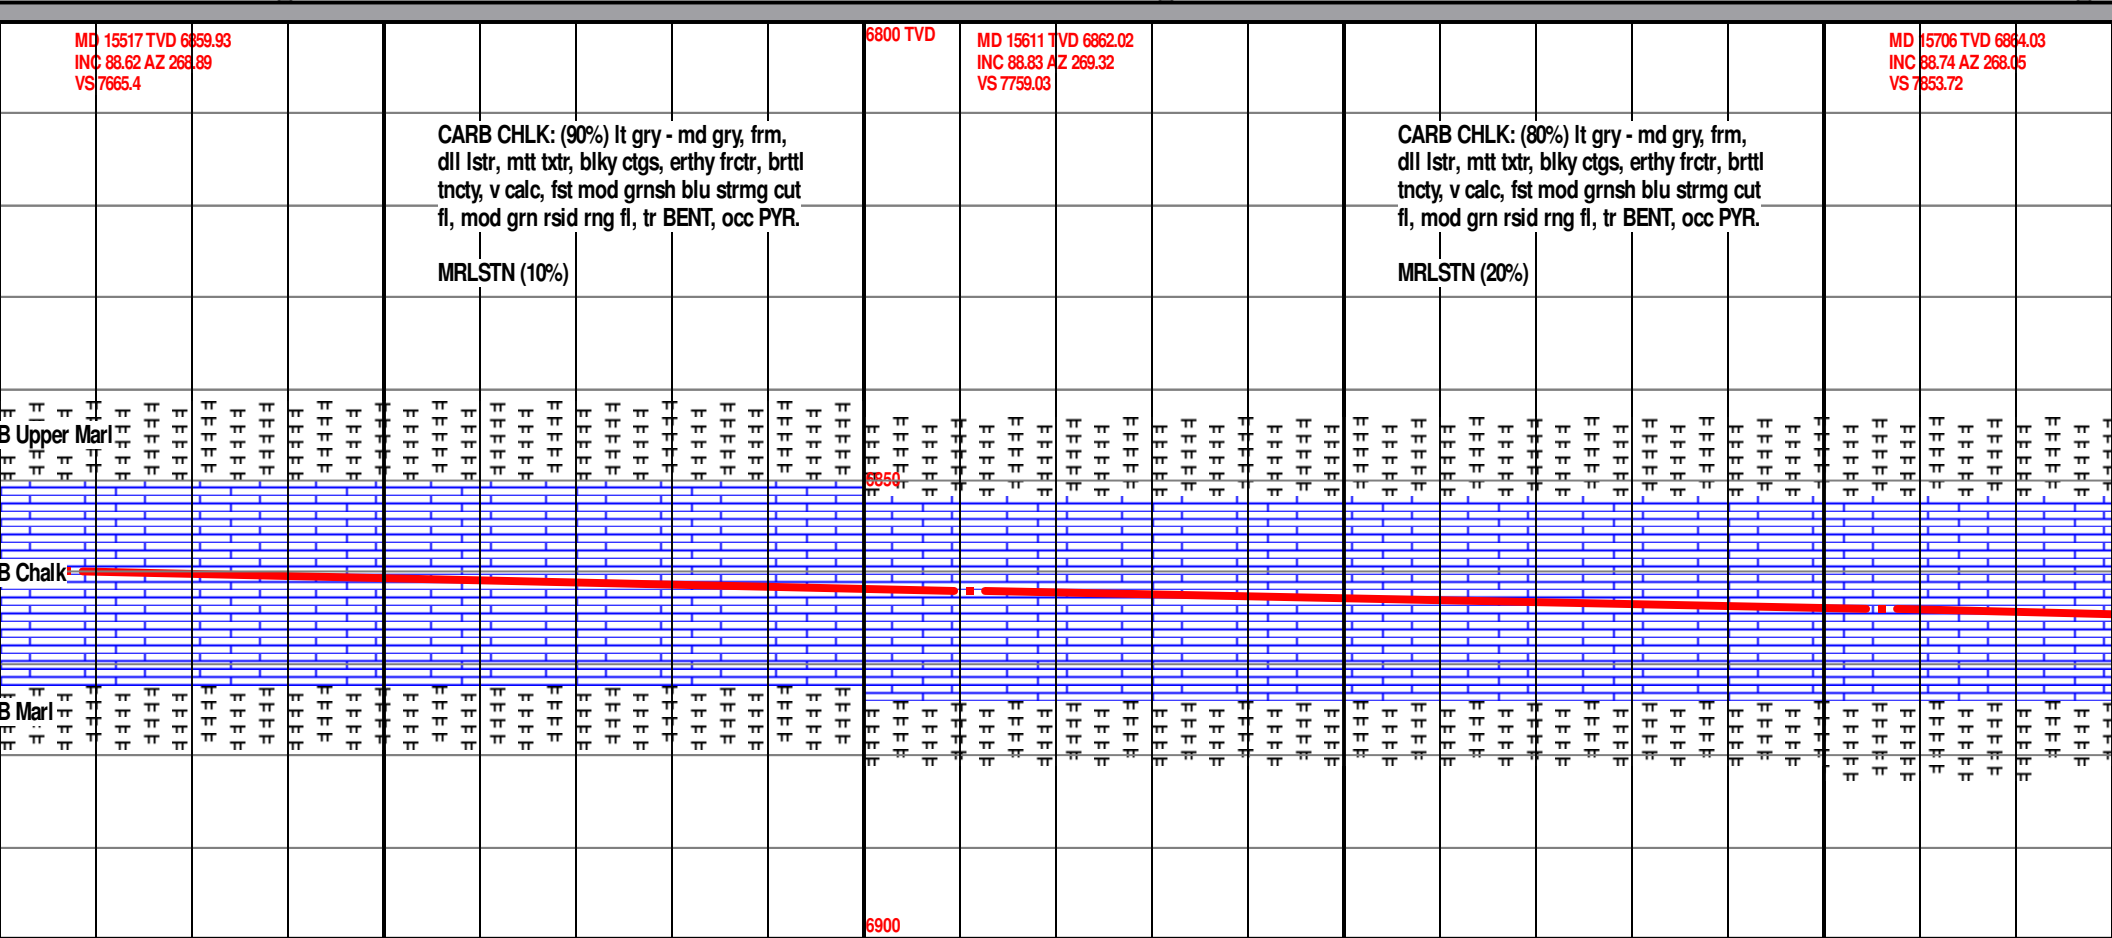 MD 15517 TVD 6859.93
INC 88.62 AZ 268.89
VS 7665.4
6800 TVD
MD 15611 TVD 6862.02
INC 88.83 AZ 269.32
VS 7759.03
MD 15706 TVD 6864.03
INC 88.74 AZ 268.05
VS 7853.72
CARB CHLK: (90%) lt gry - md gry, frm,
dll lstr, mtt txtr, blky ctgs, erthy frctr, brttl
tncty, v calc, fst mod grnsh blu strmg cut
fl, mod grn rsid rng fl, tr BENT, occ PYR.
MRLSTN (10%)
CARB CHLK: (80%) lt gry - md gry, frm,
dll lstr, mtt txtr, blky ctgs, erthy frctr, brttl
tncty, v calc, fst mod grnsh blu strmg cut
fl, mod grn rsid rng fl, tr BENT, occ PYR.
MRLSTN (20%)
B Upper Marl
6850
B Chalk
B Marl
6900